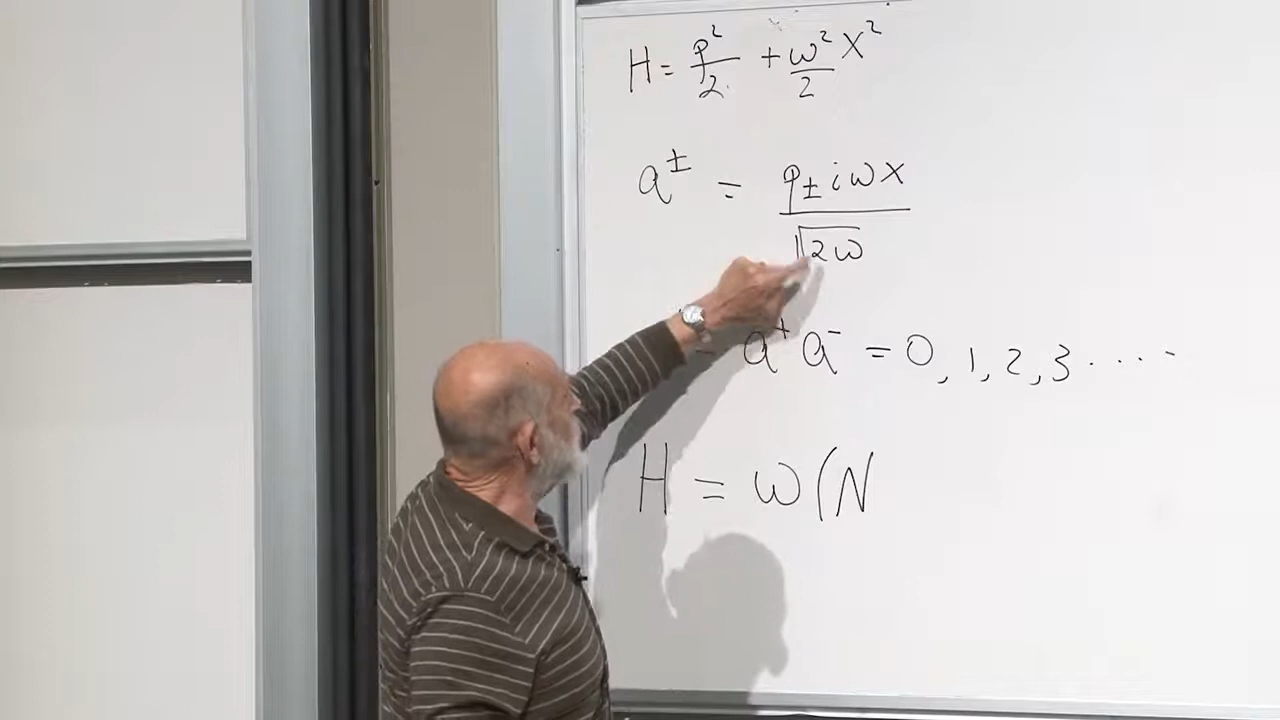 H = p²/2 + ω²/2 X²
a± = p ± iωx / √2ω
a⁺ a⁻ = 0, 1, 2, 3 · · · ·
H = ω(N